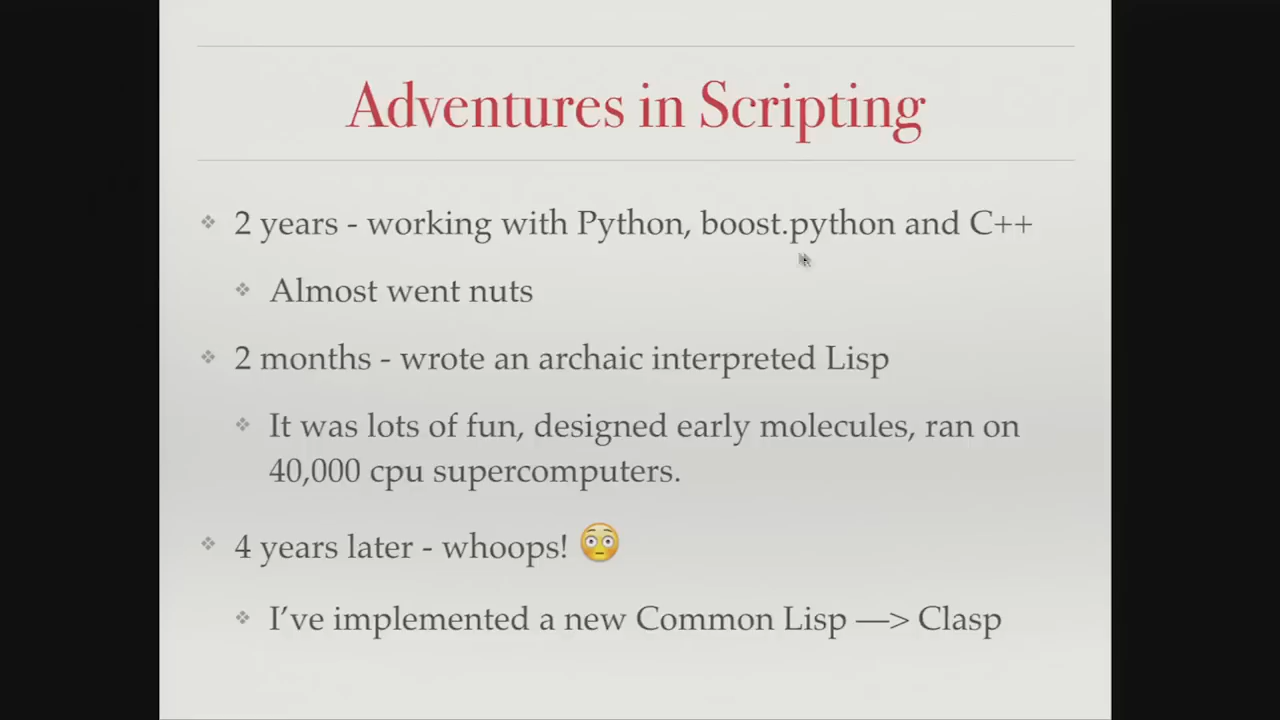 Adventures in Scripting
2 years - working with Python, boost.python and C++
Almost went nuts
2 months - wrote an archaic interpreted Lisp
It was lots of fun, designed early molecules, ran on
40,000 cpu supercomputers.
4 years later - whoops! 😳
I’ve implemented a new Common Lisp —> Clasp